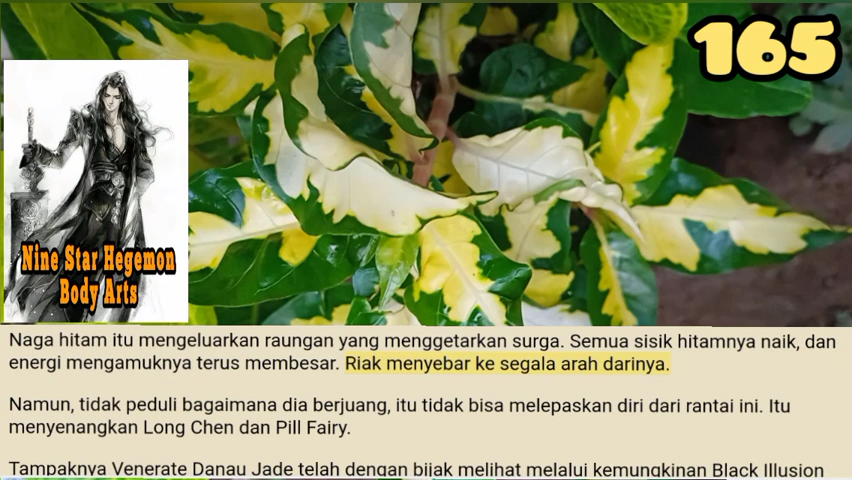 165
Nine Star Hegemon
Body Arts
Naga hitam itu mengeluarkan raungan yang menggetarkan surga. Semua sisik hitamnya naik, dan
energi mengamuknya terus membesar. Riak menyebar ke segala arah darinya.
Namun, tidak peduli bagaimana dia berjuang, itu tidak bisa melepaskan diri dari rantai ini. Itu
menyenangkan Long Chen dan Pill Fairy.
Tampaknya Venerate Danau Jade telah dengan bijak melihat melalui kemungkinan Black Illusion